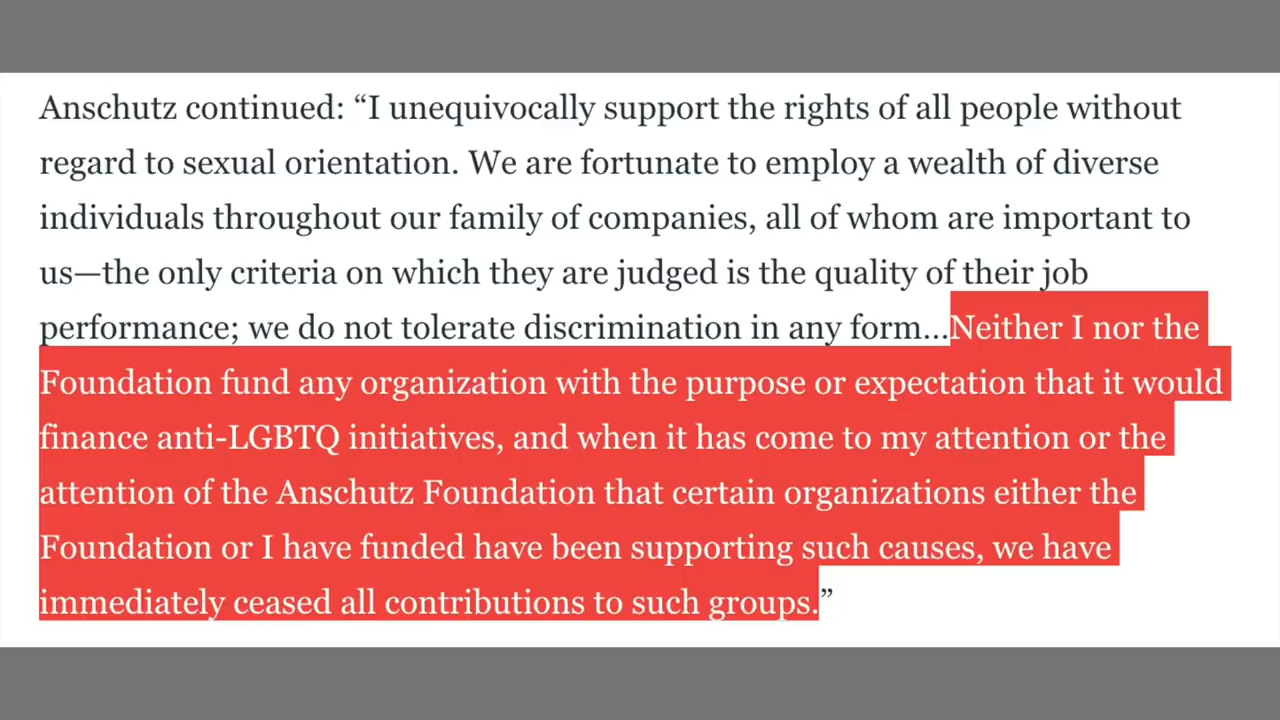 Anschutz continued: “I unequivocally support the rights of all people without
regard to sexual orientation. We are fortunate to employ a wealth of diverse
individuals throughout our family of companies, all of whom are important to
us—the only criteria on which they are judged is the quality of their job
performance; we do not tolerate discrimination in any form...Neither I nor the
Foundation fund any organization with the purpose or expectation that it would
finance anti-LGBTQ initiatives, and when it has come to my attention or the
attention of the Anschutz Foundation that certain organizations either the
Foundation or I have funded have been supporting such causes, we have
immediately ceased all contributions to such groups.”